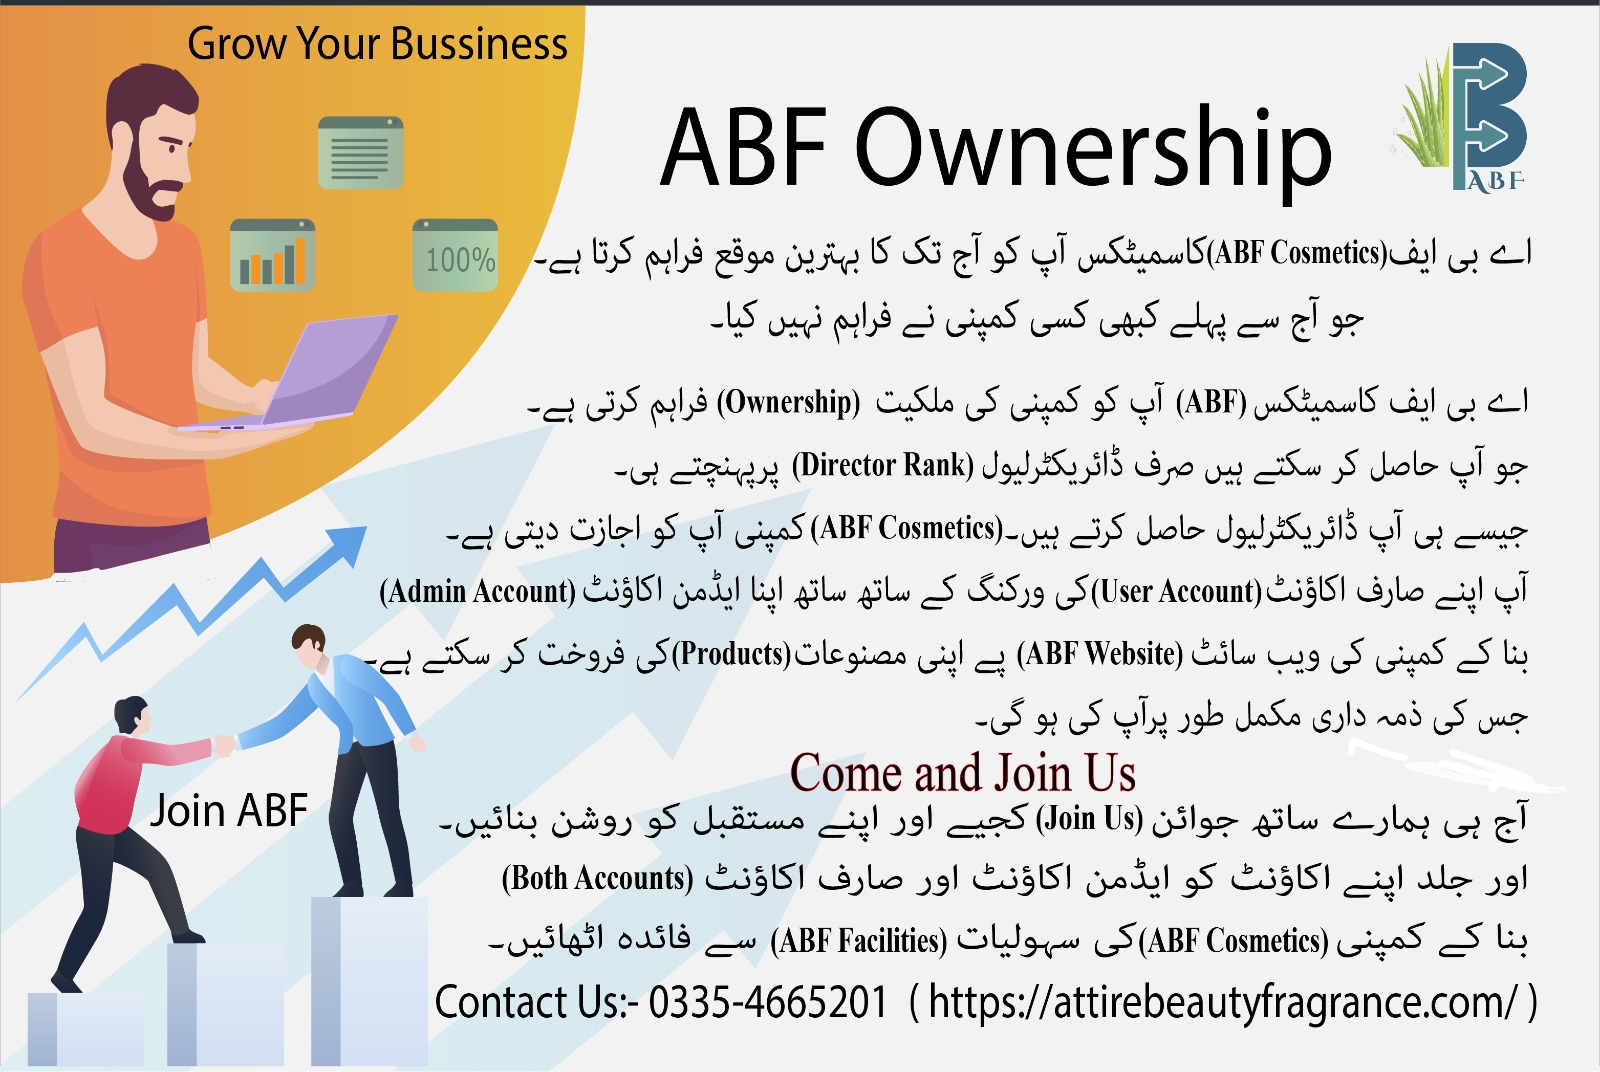 Grow Your Bussiness
ABF Ownership
ABF
100%
اے بی ایف(ABF Cosmetics)کاسمیٹکس آپ کو آج تک کا بہترین موقع فراہم کرتا ہے۔
جو آج سے پہلے کبھی کسی کمپنی نے فراہم نہیں کیا۔
اے بی ایف کاسمیٹکس (ABF) آپ کو کمپنی کی ملکیت (Ownership) فراہم کرتی ہے۔
جو آپ حاصل کر سکتے ہیں صرف ڈائریکٹرلیول (Director Rank) پرپہنچتے ہی۔
جیسے ہی آپ ڈائریکٹرلیول حاصل کرتے ہیں۔(ABF Cosmetics) کمپنی آپ کو اجازت دیتی ہے۔
آپ اپنے صارف اکاؤنٹ(User Account)کی ورکنگ کے ساتھ ساتھ اپنا ایڈمن اکاؤنٹ (Admin Account)
بنا کے کمپنی کی ویب سائٹ (ABF Website) پے اپنی مصنوعات(Products)کی فروخت کر سکتے ہے۔
جس کی ذمہ داری مکمل طور پرآپ کی ہو گی۔
Come and Join Us
Join ABF
آج ہی ہمارے ساتھ جوائن (Join Us) کجیے اور اپنے مستقبل کو روشن بنائیں۔
اور جلد اپنے اکاؤنٹ کو ایڈمن اکاؤنٹ اور صارف اکاؤنٹ (Both Accounts)
بنا کے کمپنی (ABF Cosmetics)کی سہولیات (ABF Facilities) سے فائدہ اٹھائیں۔
Contact Us:- 0335-4665201 ( https://attirebeautyfragrance.com/ )